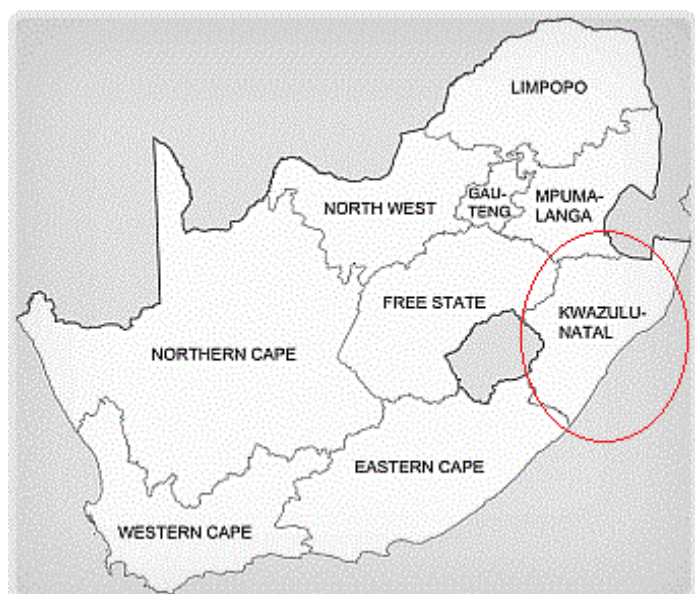 LIMPOPO
NORTH WEST
GAU-
TENG
MPUMA-
LANGA
FREE STATE
KWAZULU-
NATAL
NORTHERN CAPE
EASTERN CAPE
WESTERN CAPE